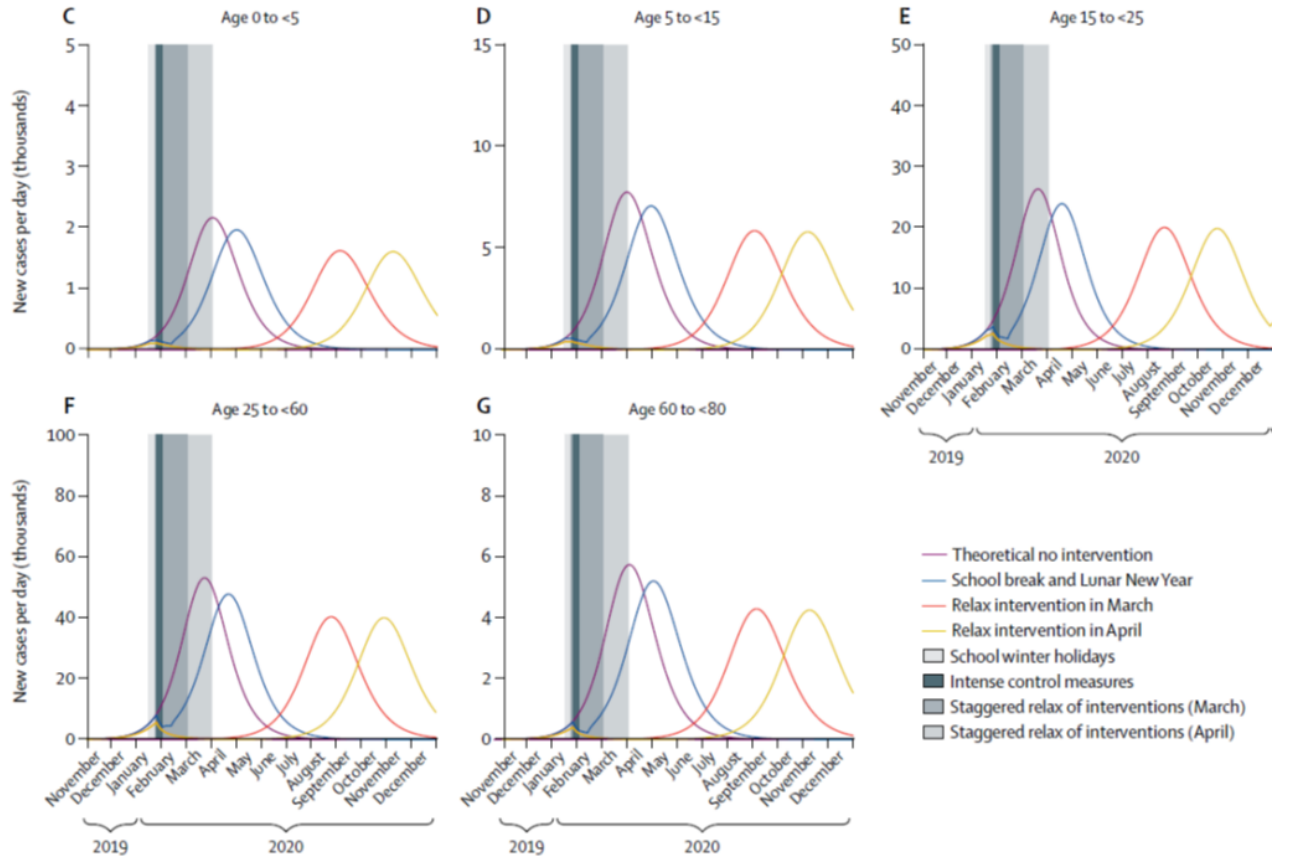 C Age 0 to <5
D Age 5 to <15
E Age 15 to <25
New cases per day (thousands)
5
4
3
2
1
0
15
10
5
0
50
40
30
20
10
0
November December January February March April May June July August September October November December
2019 2020
F Age 25 to <60
G Age 60 to <80
New cases per day (thousands)
100
80
60
40
20
0
10
8
6
4
2
0
November December January February March April May June July August September October November December
2019 2020
November December January February March April May June July August September October November December
2019 2020
Theoretical no intervention
School break and Lunar New Year
Relax intervention in March
Relax intervention in April
School winter holidays
Intense control measures
Staggered relax of interventions (March)
Staggered relax of interventions (April)